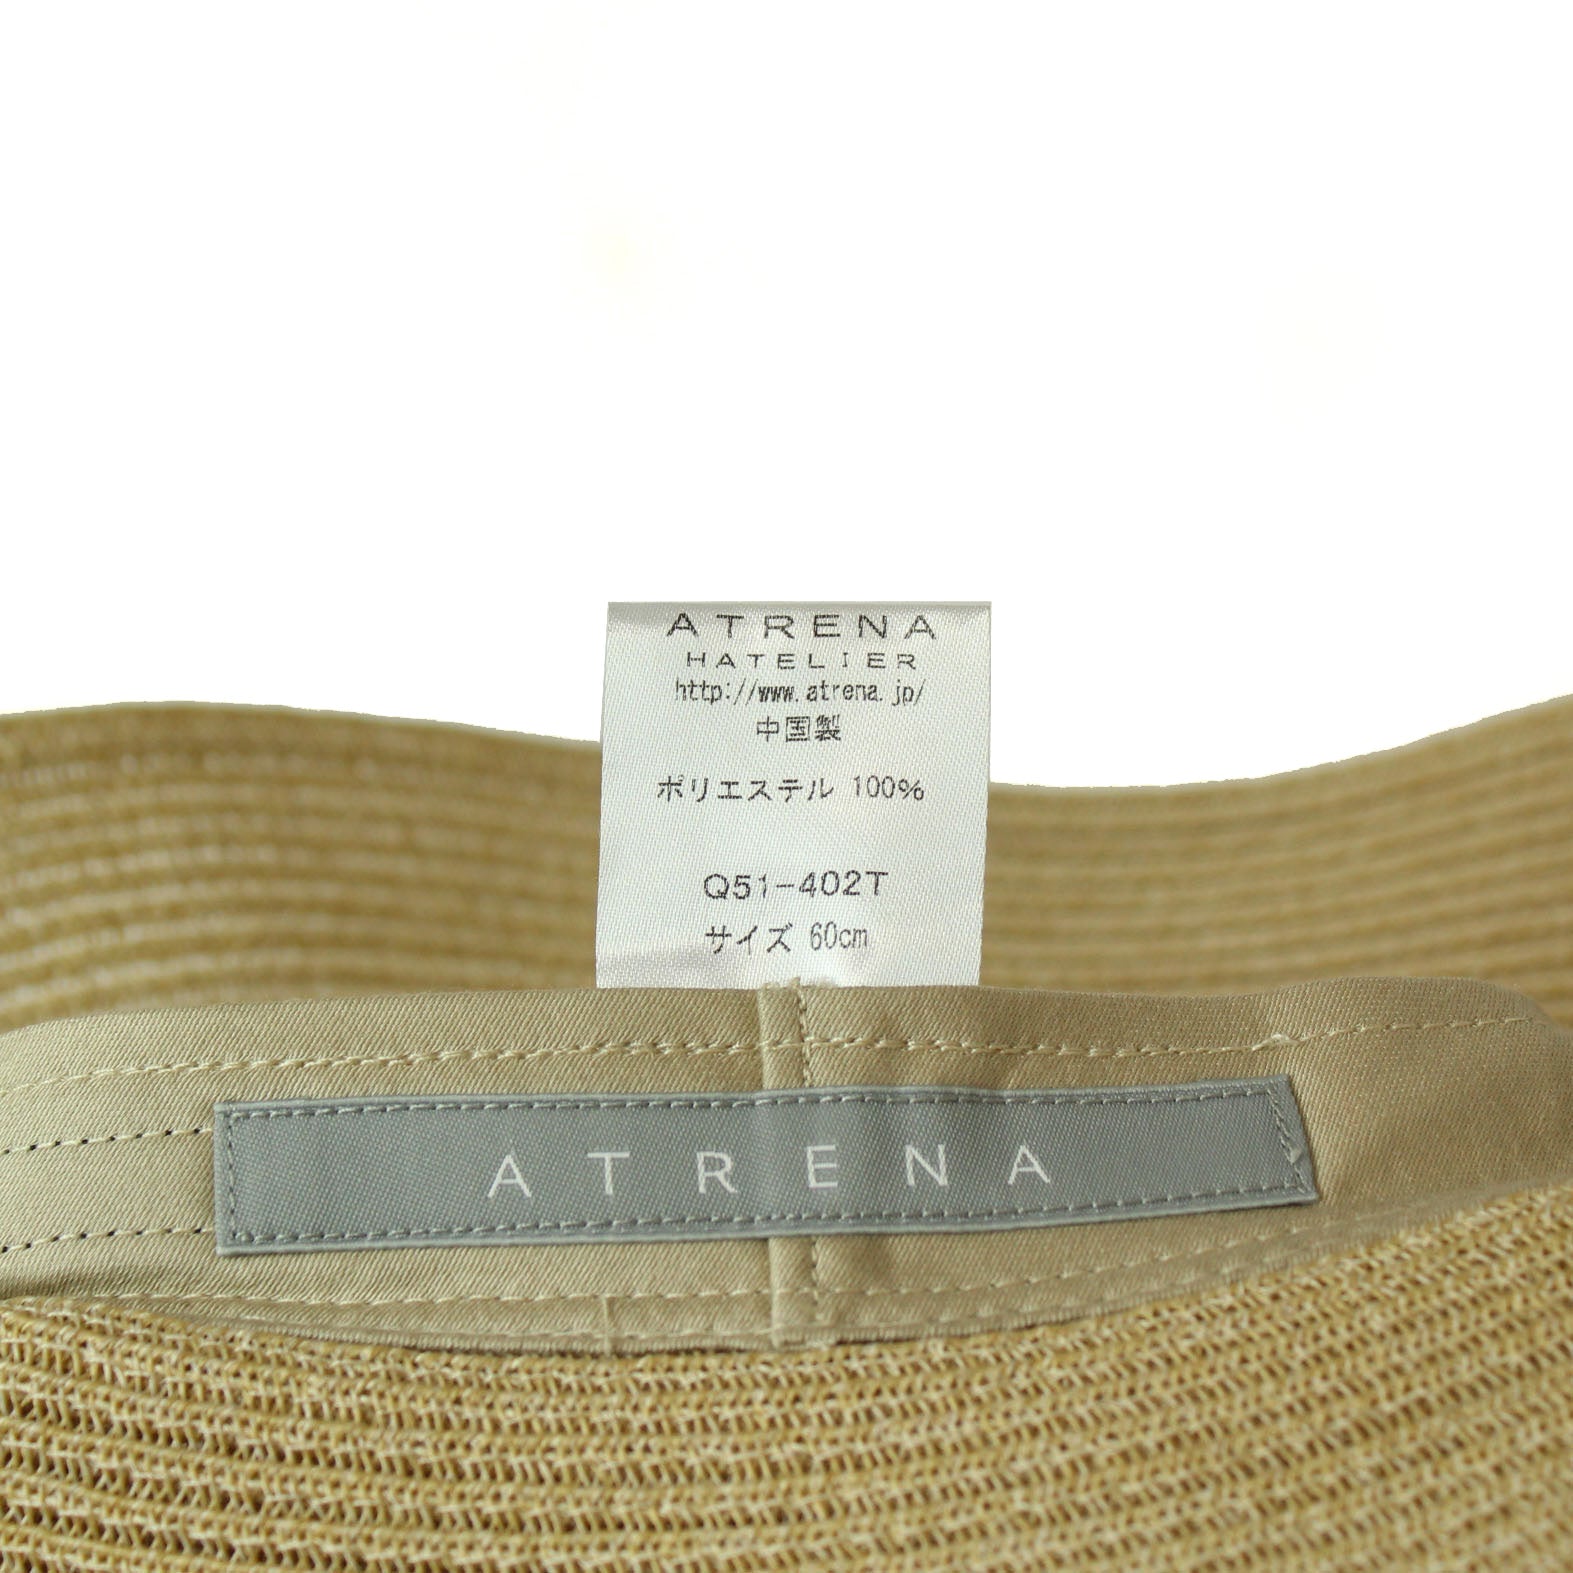 ATRENA
HATELIER
http://www.atrena.jp/
中国製
ポリエステル 100%
Q51-402T
サイズ 60cm
ATRENA